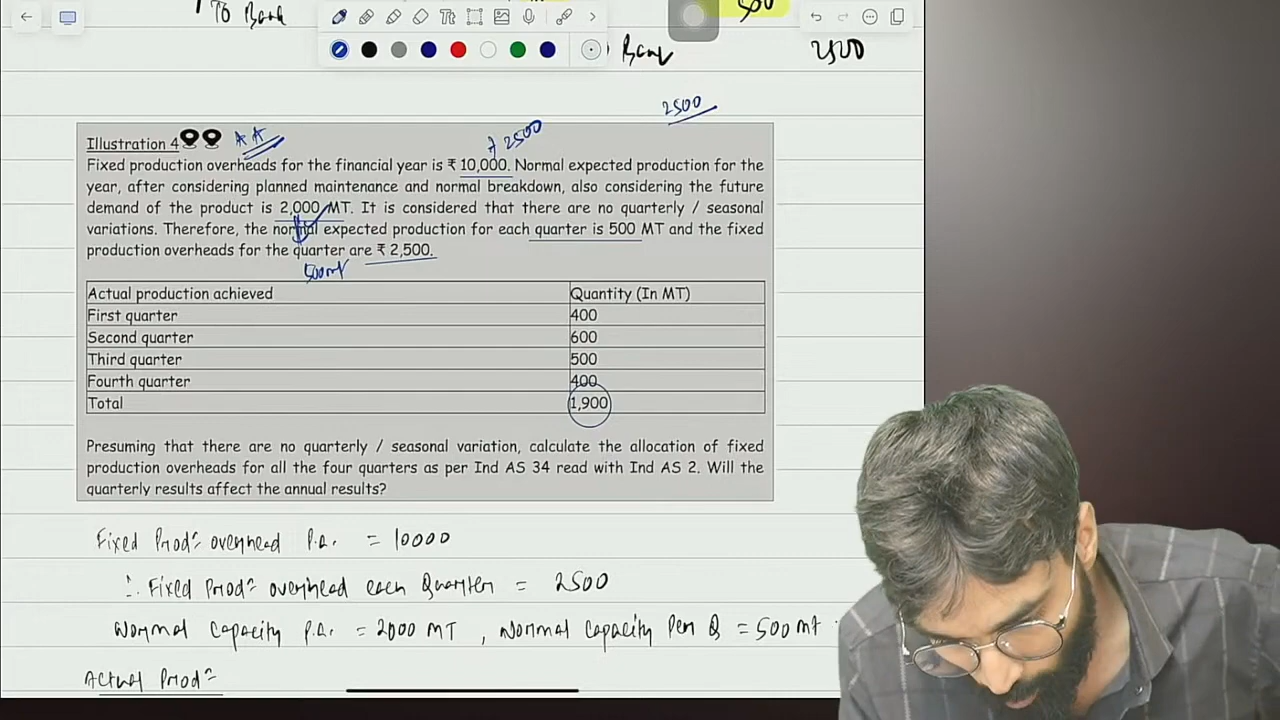 To Bank
500
Bank 2500
2500
Illustration 4
₹ 2500
Fixed production overheads for the financial year is ₹ 10,000. Normal expected production for the
year, after considering planned maintenance and normal breakdown, also considering the future
demand of the product is 2,000 MT. It is considered that there are no quarterly / seasonal
variations. Therefore, the normal expected production for each quarter is 500 MT and the fixed
production overheads for the quarter are ₹ 2,500.
500mt
Actual production achieved Quantity (In MT)
First quarter 400
Second quarter 600
Third quarter 500
Fourth quarter 400
Total 1,900
Presuming that there are no quarterly / seasonal variation, calculate the allocation of fixed
production overheads for all the four quarters as per Ind AS 34 read with Ind AS 2. Will the
quarterly results affect the annual results?
Fixed Prodn overhead P.a. = 10000
∴ Fixed Prodn overhead each Quarter = 2500
Normal Capacity P.a. = 2000 MT , Normal Capacity Per Q = 500mt
Actual Prodn